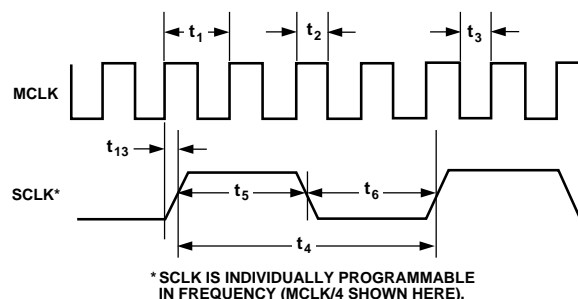 t1 t2 t3
MCLK
t13
SCLK*
t5 t6
t4
* SCLK IS INDIVIDUALLY PROGRAMMABLE
IN FREQUENCY (MCLK/4 SHOWN HERE).